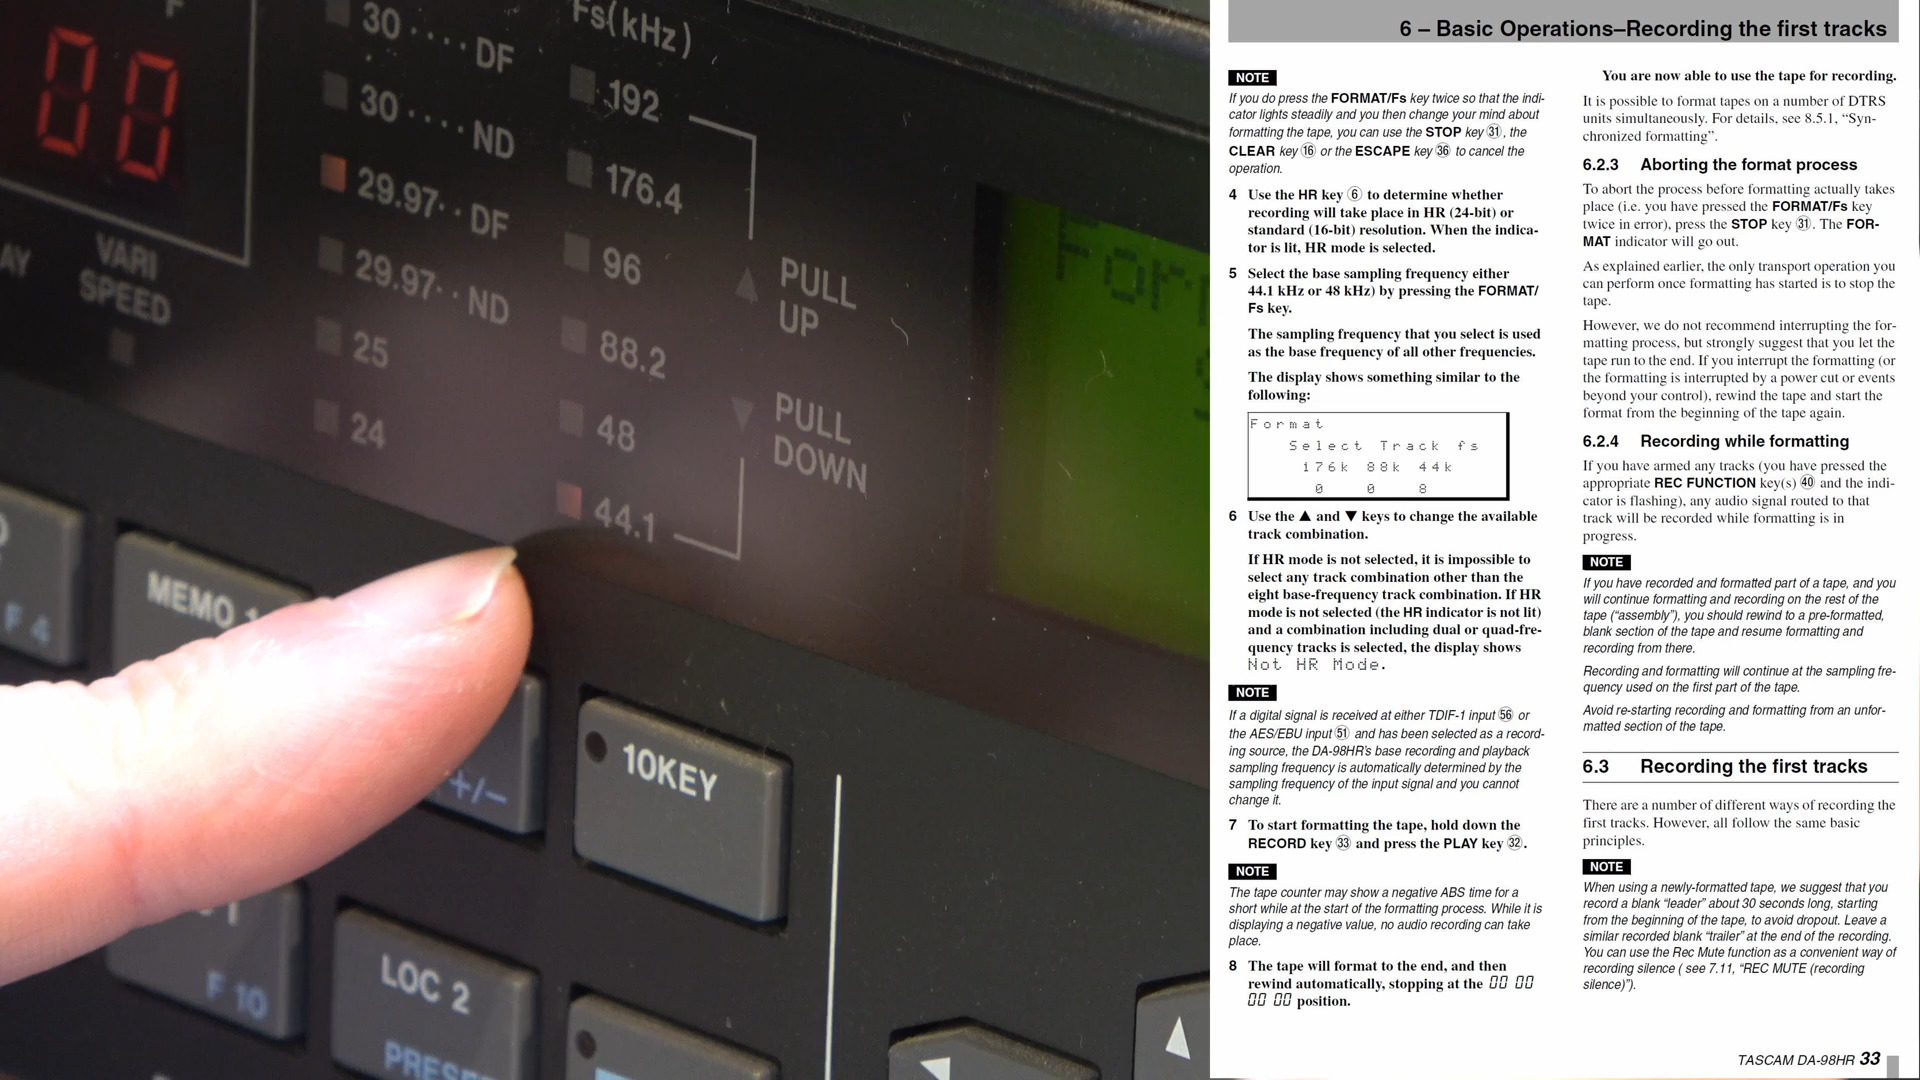 F
00
30 ···· DF
30 ···· ND
29.97 ·· DF
29.97 ·· ND
25
24
AY
VARI
SPEED
Fs(kHz)
192
176.4
96
88.2
48
44.1
PULL
UP
PULL
DOWN
Form
F 4
MEMO 1
+/−
10KEY
F 10
LOC 2
PRESE
6 – Basic Operations–Recording the first tracks
NOTE
If you do press the FORMAT/Fs key twice so that the indi-
cator lights steadily and you then change your mind about
formatting the tape, you can use the STOP key 31, the
CLEAR key 16 or the ESCAPE key 36 to cancel the
operation.
4 Use the HR key 6 to determine whether
recording will take place in HR (24-bit) or
standard (16-bit) resolution. When the indica-
tor is lit, HR mode is selected.
5 Select the base sampling frequency either
44.1 kHz or 48 kHz) by pressing the FORMAT/
Fs key.
The sampling frequency that you select is used
as the base frequency of all other frequencies.
The display shows something similar to the
following:
Format
Select Track fs
176k 88k 44k
0 0 8
6 Use the ▲ and ▼ keys to change the available
track combination.
If HR mode is not selected, it is impossible to
select any track combination other than the
eight base-frequency track combination. If HR
mode is not selected (the HR indicator is not lit)
and a combination including dual or quad-fre-
quency tracks is selected, the display shows
Not HR Mode.
NOTE
If a digital signal is received at either TDIF-1 input 56 or
the AES/EBU input 51 and has been selected as a record-
ing source, the DA-98HR's base recording and playback
sampling frequency is automatically determined by the
sampling frequency of the input signal and you cannot
change it.
7 To start formatting the tape, hold down the
RECORD key 33 and press the PLAY key 32.
NOTE
The tape counter may show a negative ABS time for a
short while at the start of the formatting process. While it is
displaying a negative value, no audio recording can take
place.
8 The tape will format to the end, and then
rewind automatically, stopping at the 00 00
00 00 position.
You are now able to use the tape for recording.
It is possible to format tapes on a number of DTRS
units simultaneously. For details, see 8.5.1, “Syn-
chronized formatting”.
6.2.3 Aborting the format process
To abort the process before formatting actually takes
place (i.e. you have pressed the FORMAT/Fs key
twice in error), press the STOP key 31. The FOR-
MAT indicator will go out.
As explained earlier, the only transport operation you
can perform once formatting has started is to stop the
tape.
However, we do not recommend interrupting the for-
matting process, but strongly suggest that you let the
tape run to the end. If you interrupt the formatting (or
the formatting is interrupted by a power cut or events
beyond your control), rewind the tape and start the
format from the beginning of the tape again.
6.2.4 Recording while formatting
If you have armed any tracks (you have pressed the
appropriate REC FUNCTION key(s) 40 and the indi-
cator is flashing), any audio signal routed to that
track will be recorded while formatting is in
progress.
NOTE
If you have recorded and formatted part of a tape, and you
will continue formatting and recording on the rest of the
tape (“assembly”), you should rewind to a pre-formatted,
blank section of the tape and resume formatting and
recording from there.
Recording and formatting will continue at the sampling fre-
quency used on the first part of the tape.
Avoid re-starting recording and formatting from an unfor-
matted section of the tape.
6.3 Recording the first tracks
There are a number of different ways of recording the
first tracks. However, all follow the same basic
principles.
NOTE
When using a newly-formatted tape, we suggest that you
record a blank “leader” about 30 seconds long, starting
from the beginning of the tape, to avoid dropout. Leave a
similar recorded blank “trailer” at the end of the recording.
You can use the Rec Mute function as a convenient way of
recording silence ( see 7.11, “REC MUTE (recording
silence)”).
TASCAM DA-98HR 33